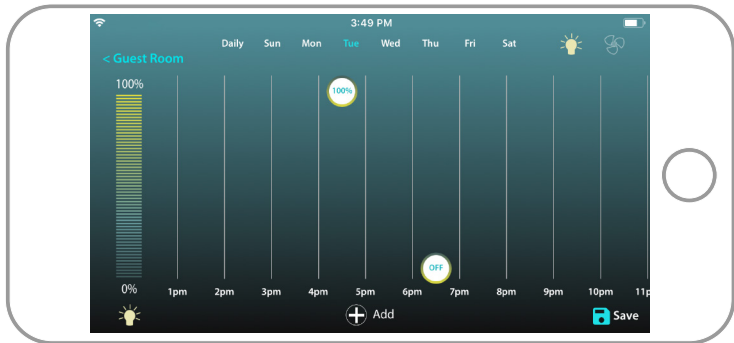 3:49 PM
Daily Sun Mon Tue Wed Thu Fri Sat
< Guest Room
100%
100%
OFF
0%
1pm 2pm 3pm 4pm 5pm 6pm 7pm 8pm 9pm 10pm 11p
Add
Save